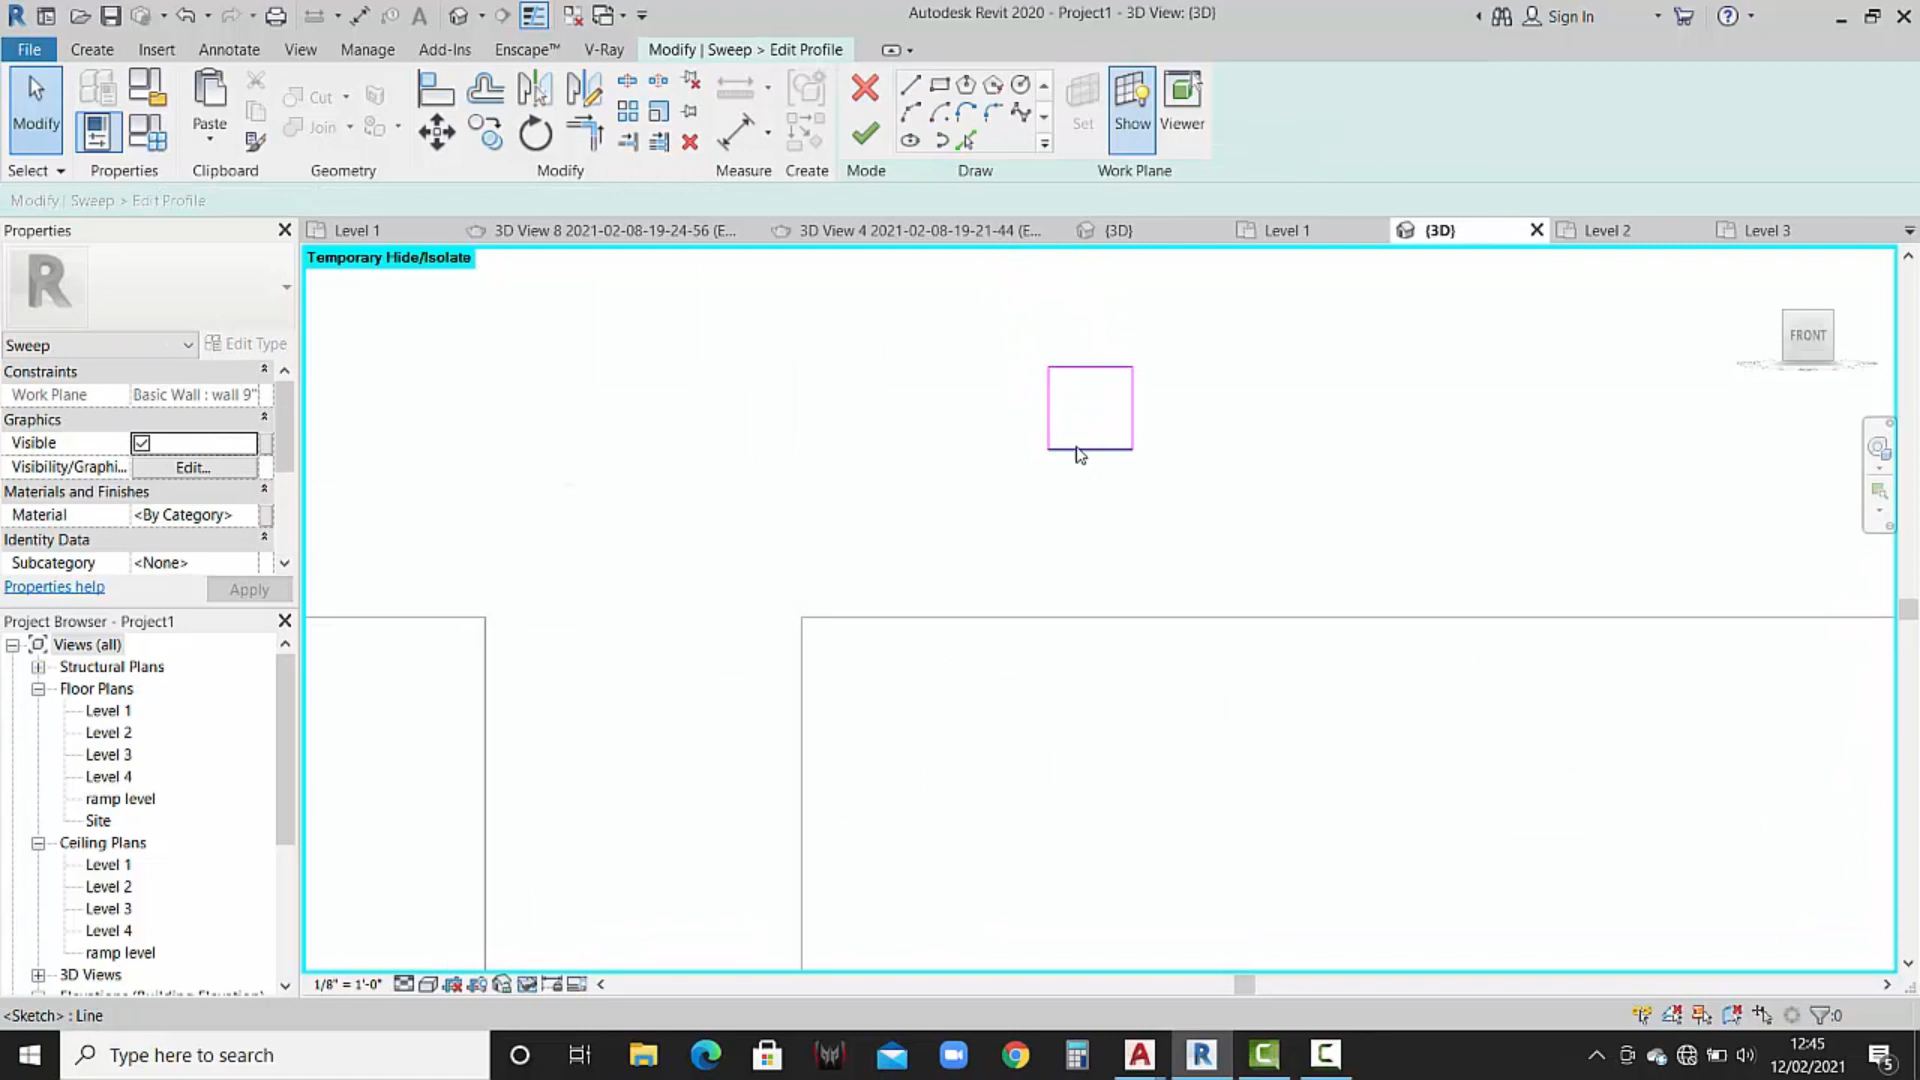 Autodesk Revit 2020 - Project1 - 3D View: {3D}
Sign In
File
Create
Insert
Annotate
View
Manage
Add-Ins
Enscape™
V-Ray
Modify | Sweep > Edit Profile
Modify
Paste
Cut
Join
Set
Show
Viewer
Select
Properties
Clipboard
Geometry
Modify
Measure
Create
Mode
Draw
Work Plane
Modify | Sweep > Edit Profile
Properties
Level 1
3D View 8 2021-02-08-19-24-56 (E...
3D View 4 2021-02-08-19-21-44 (E...
{3D}
Level 1
{3D}
Level 2
Level 3
Temporary Hide/Isolate
FRONT
Sweep
Edit Type
Constraints
Work Plane
Basic Wall : wall 9"
Graphics
Visible
Visibility/Graphi...
Edit...
Materials and Finishes
Material
<By Category>
Identity Data
Subcategory
<None>
Properties help
Apply
Project Browser - Project1
Views (all)
Structural Plans
Floor Plans
Level 1
Level 2
Level 3
Level 4
ramp level
Site
Ceiling Plans
Level 1
Level 2
Level 3
Level 4
ramp level
3D Views
Elevations (Building Elevation)
1/8" = 1'-0"
<Sketch> : Line
:0
Type here to search
12:45
12/02/2021
5